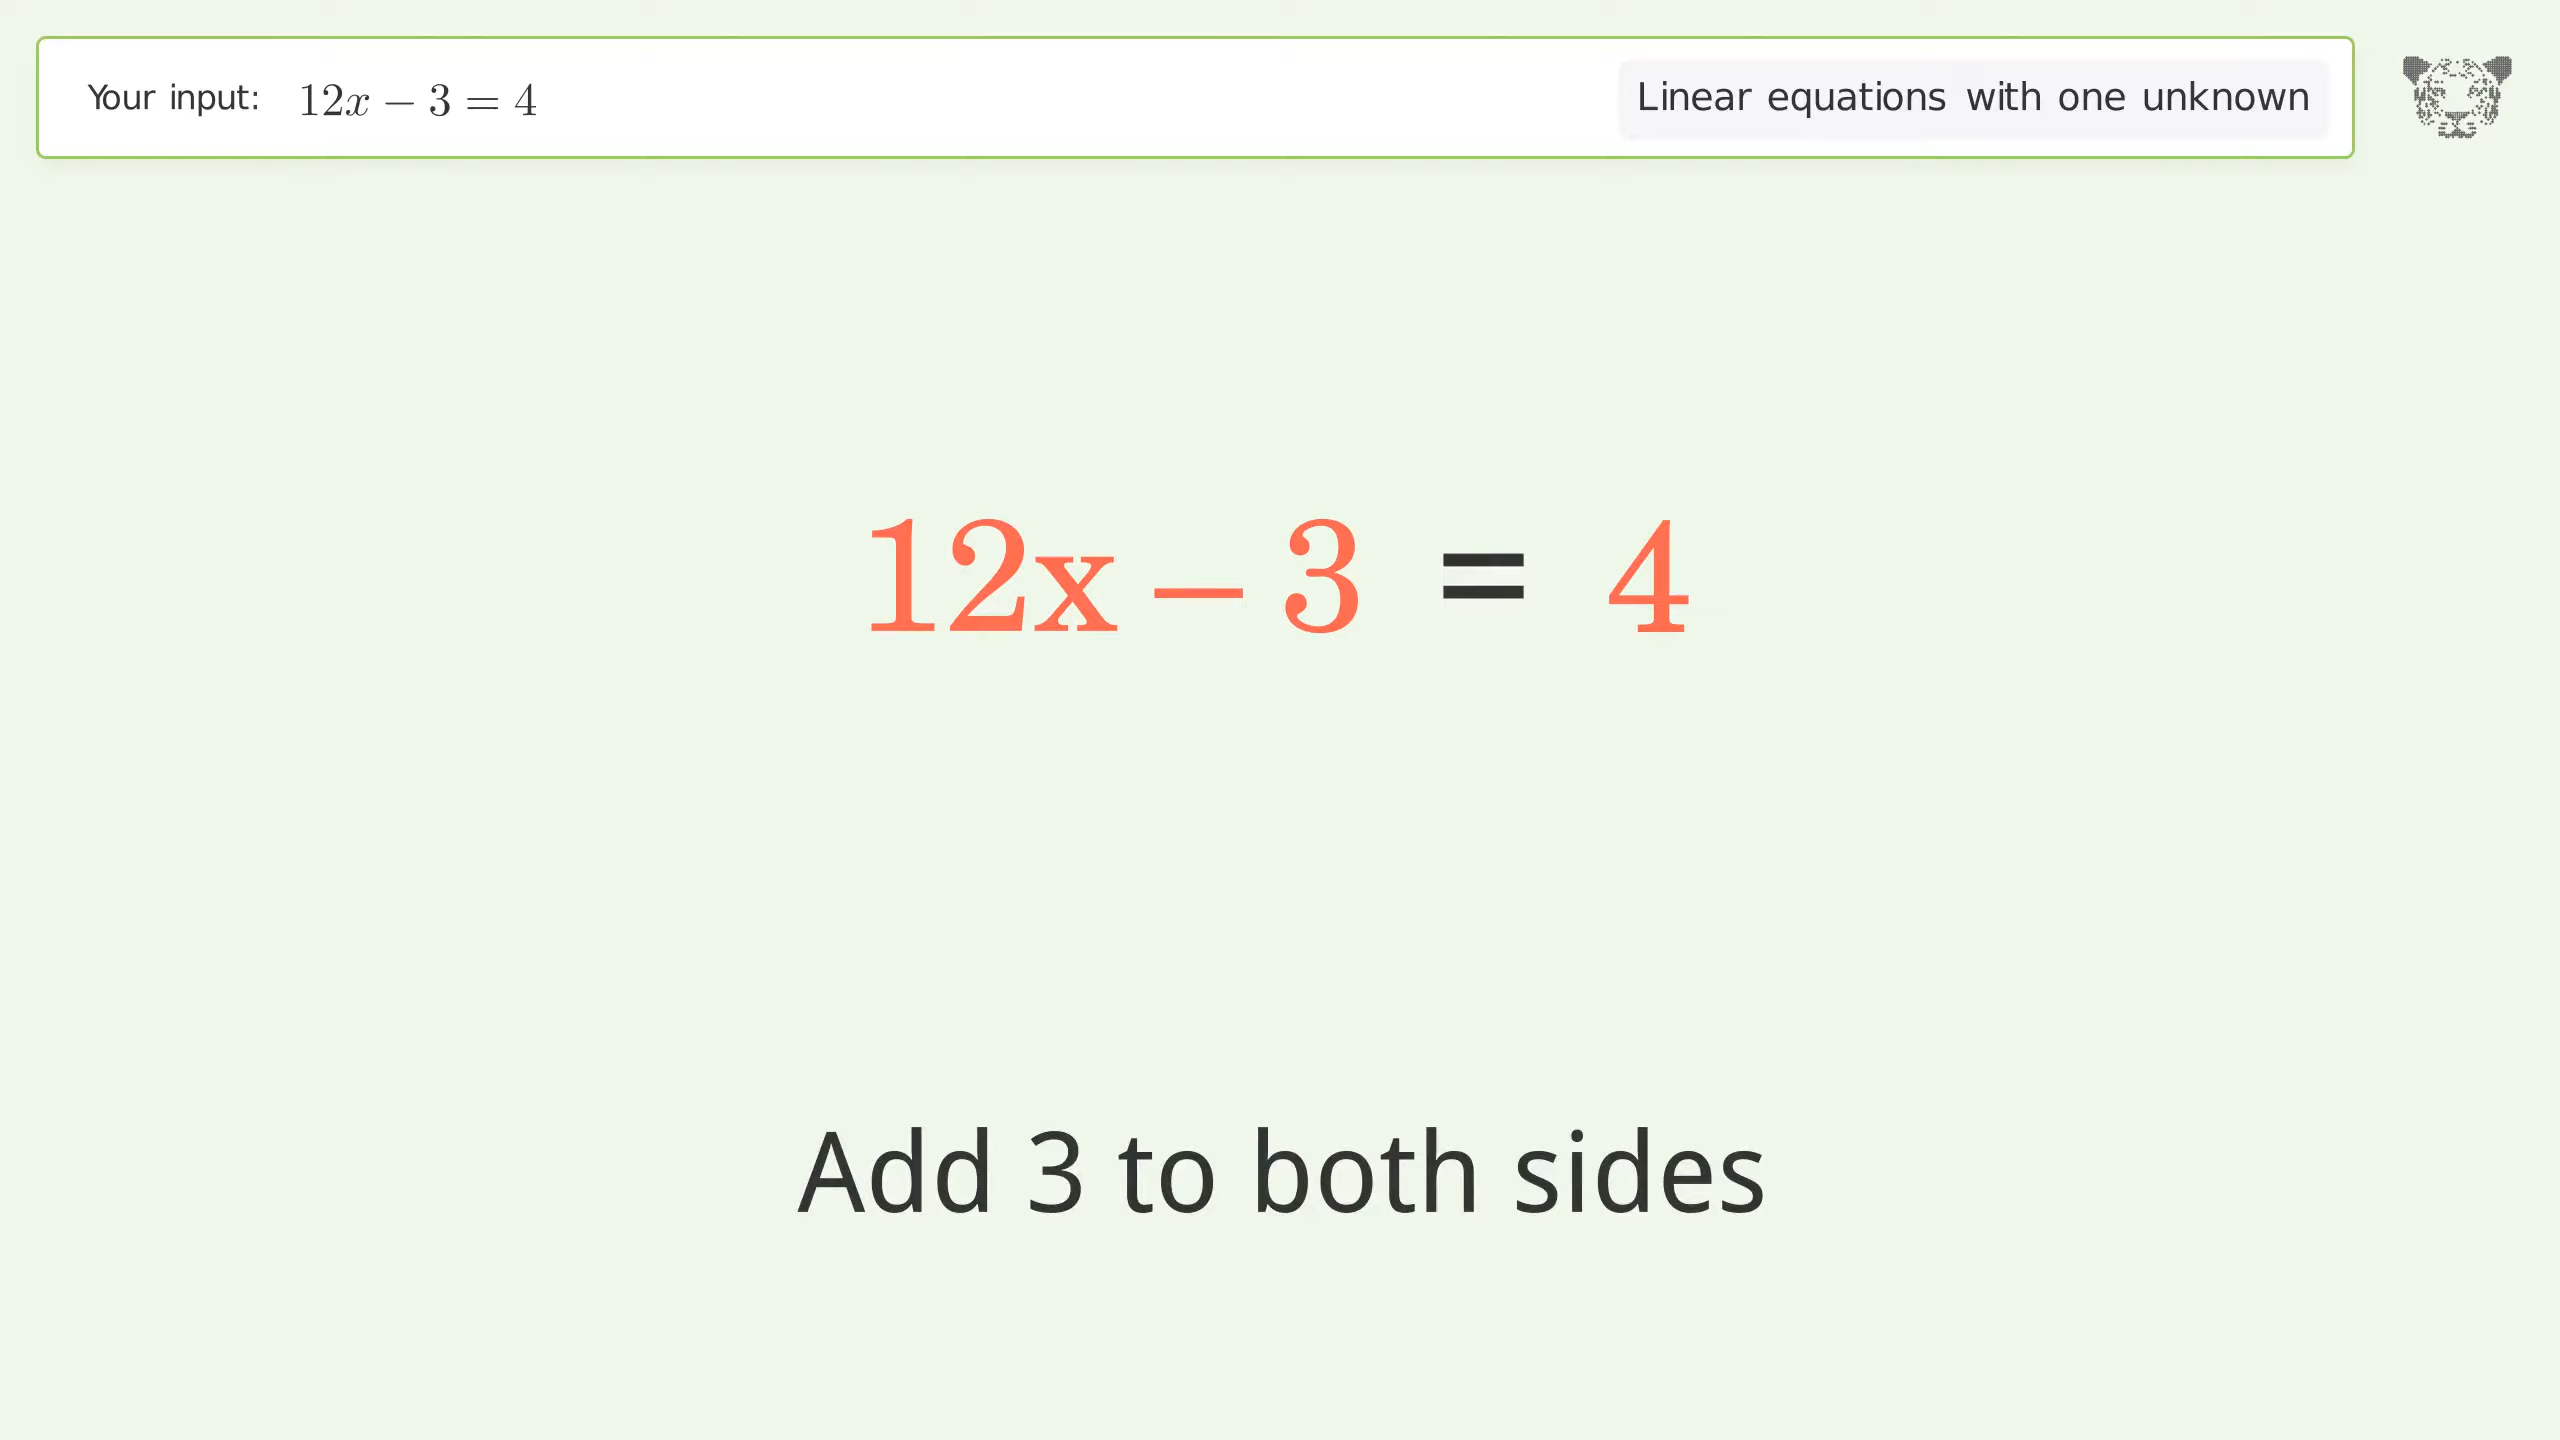 Your input: 12x − 3 = 4
Linear equations with one unknown
12x − 3 = 4
Add 3 to both sides